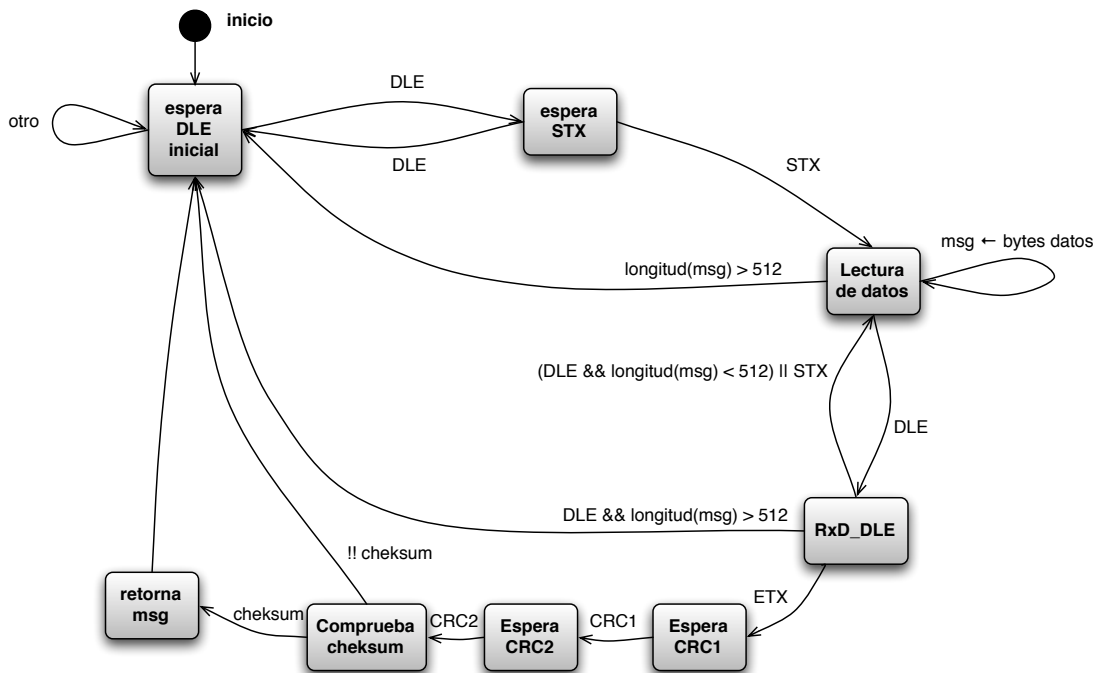 inicio
DLE
espera
DLE
inicial
otro
espera
STX
DLE
STX
msg ← bytes datos
longitud(msg) > 512
Lectura
de datos
(DLE && longitud(msg) < 512) || STX
DLE
DLE && longitud(msg) > 512
RxD_DLE
!! cheksum
ETX
retorna
msg
cheksum
Comprueba
cheksum
CRC2
Espera
CRC2
CRC1
Espera
CRC1